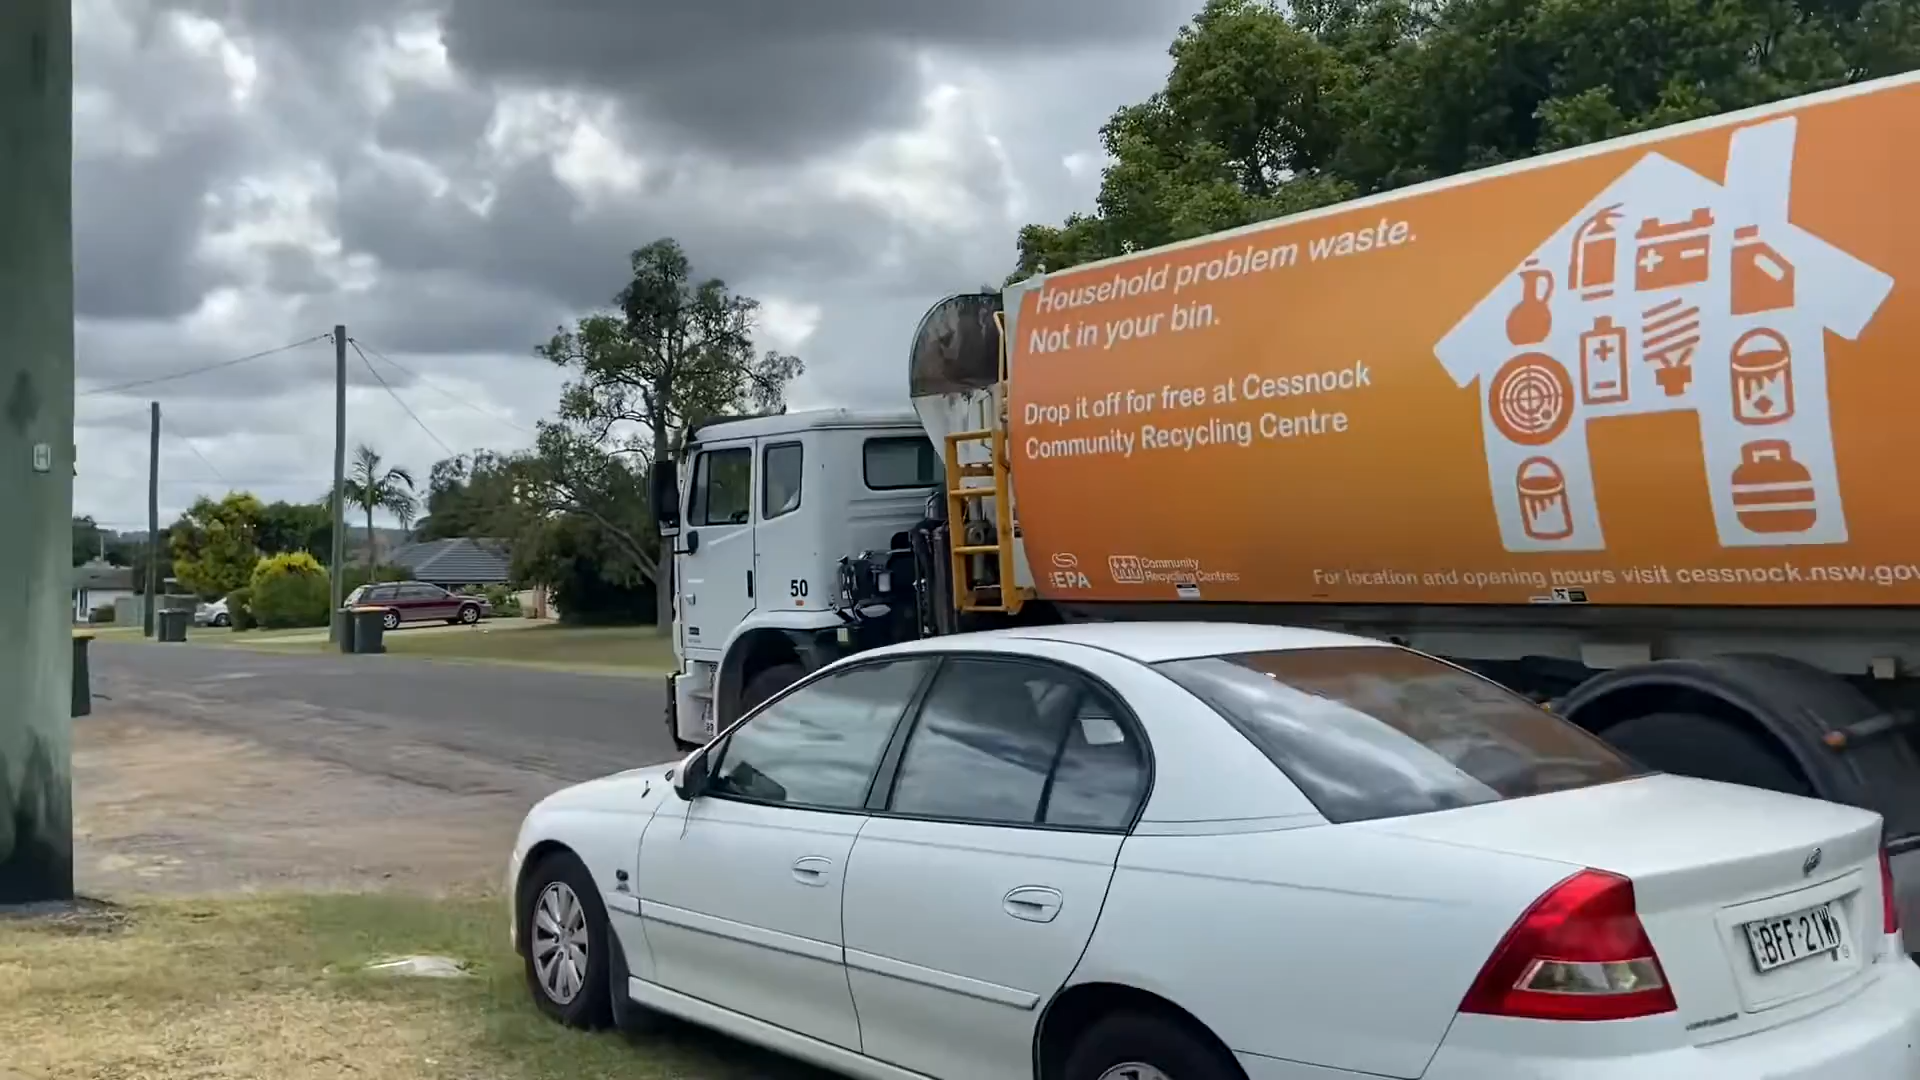 Household problem waste.
Not in your bin.
Drop it off for free at Cessnock
Community Recycling Centre
EPA
Community
Recycling Centres
For location and opening hours visit cessnock.nsw.gov
50
BFF·21W
H